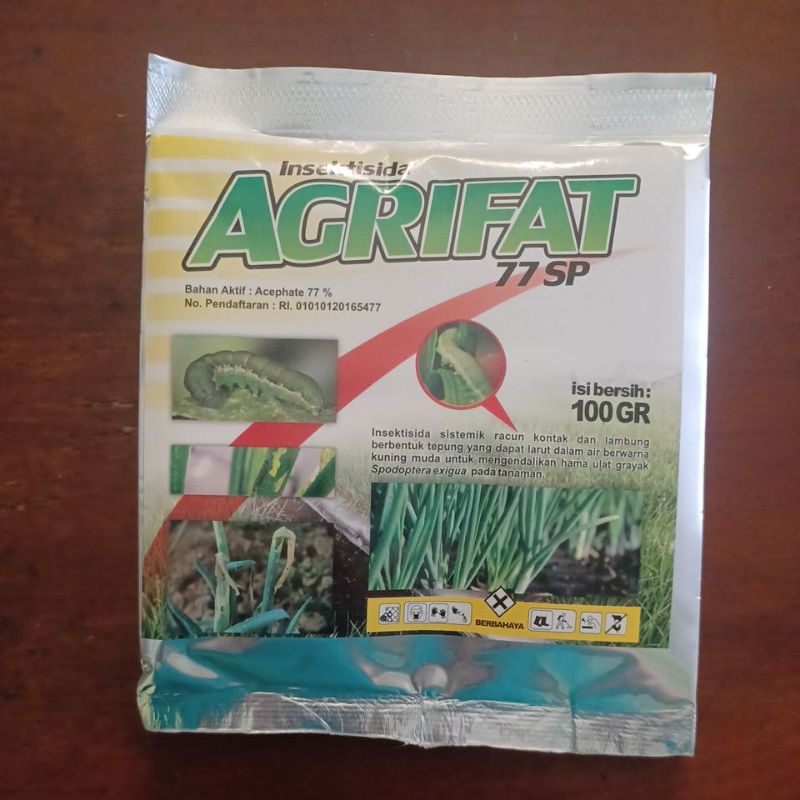 Insektisida
AGRIFAT
77 SP
Bahan Aktif : Acephate 77 %
No. Pendaftaran : RI. 01010120165477
isi bersih:
100 GR
Insektisida sistemik racun kontak dan lambung
berbentuk tepung yang dapat larut dalam air berwarna
kuning muda untuk mengendalikan hama ulat grayak
Spodoptera exigua pada tanaman.
BERBAHAYA